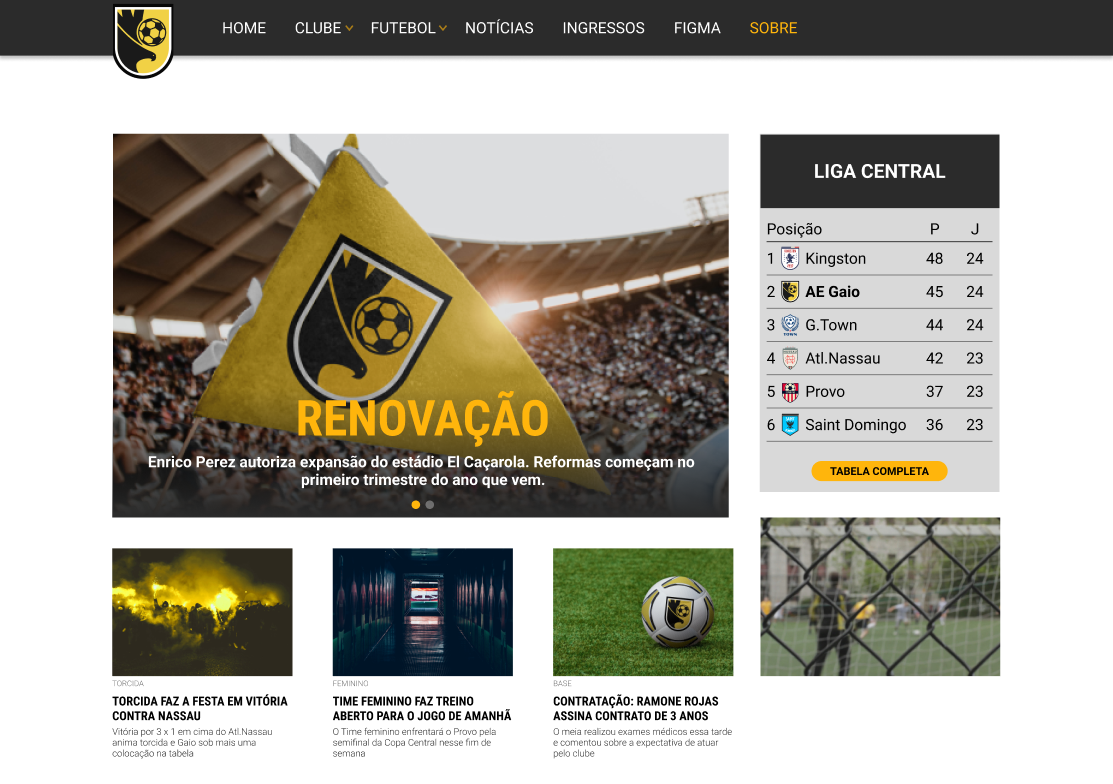 HOME CLUBE FUTEBOL NOTÍCIAS INGRESSOS FIGMA SOBRE
RENOVAÇÃO
Enrico Perez autoriza expansão do estádio El Caçarola. Reformas começam no
primeiro trimestre do ano que vem.
LIGA CENTRAL
Posição P J
1 Kingston 48 24
2 AE Gaio 45 24
3 G.Town 44 24
4 Atl.Nassau 42 23
5 Provo 37 23
6 Saint Domingo 36 23
TABELA COMPLETA
TORCIDA
TORCIDA FAZ A FESTA EM VITÓRIA
CONTRA NASSAU
Vitória por 3 x 1 em cima do Atl.Nassau
anima torcida e Gaio sob mais uma
colocação na tabela
FEMININO
TIME FEMININO FAZ TREINO
ABERTO PARA O JOGO DE AMANHÃ
O Time feminino enfrentará o Provo pela
semifinal da Copa Central nesse fim de
semana
BASE
CONTRATAÇÃO: RAMONE ROJAS
ASSINA CONTRATO DE 3 ANOS
O meia realizou exames médicos essa tarde
e comentou sobre a expectativa de atuar
pelo clube